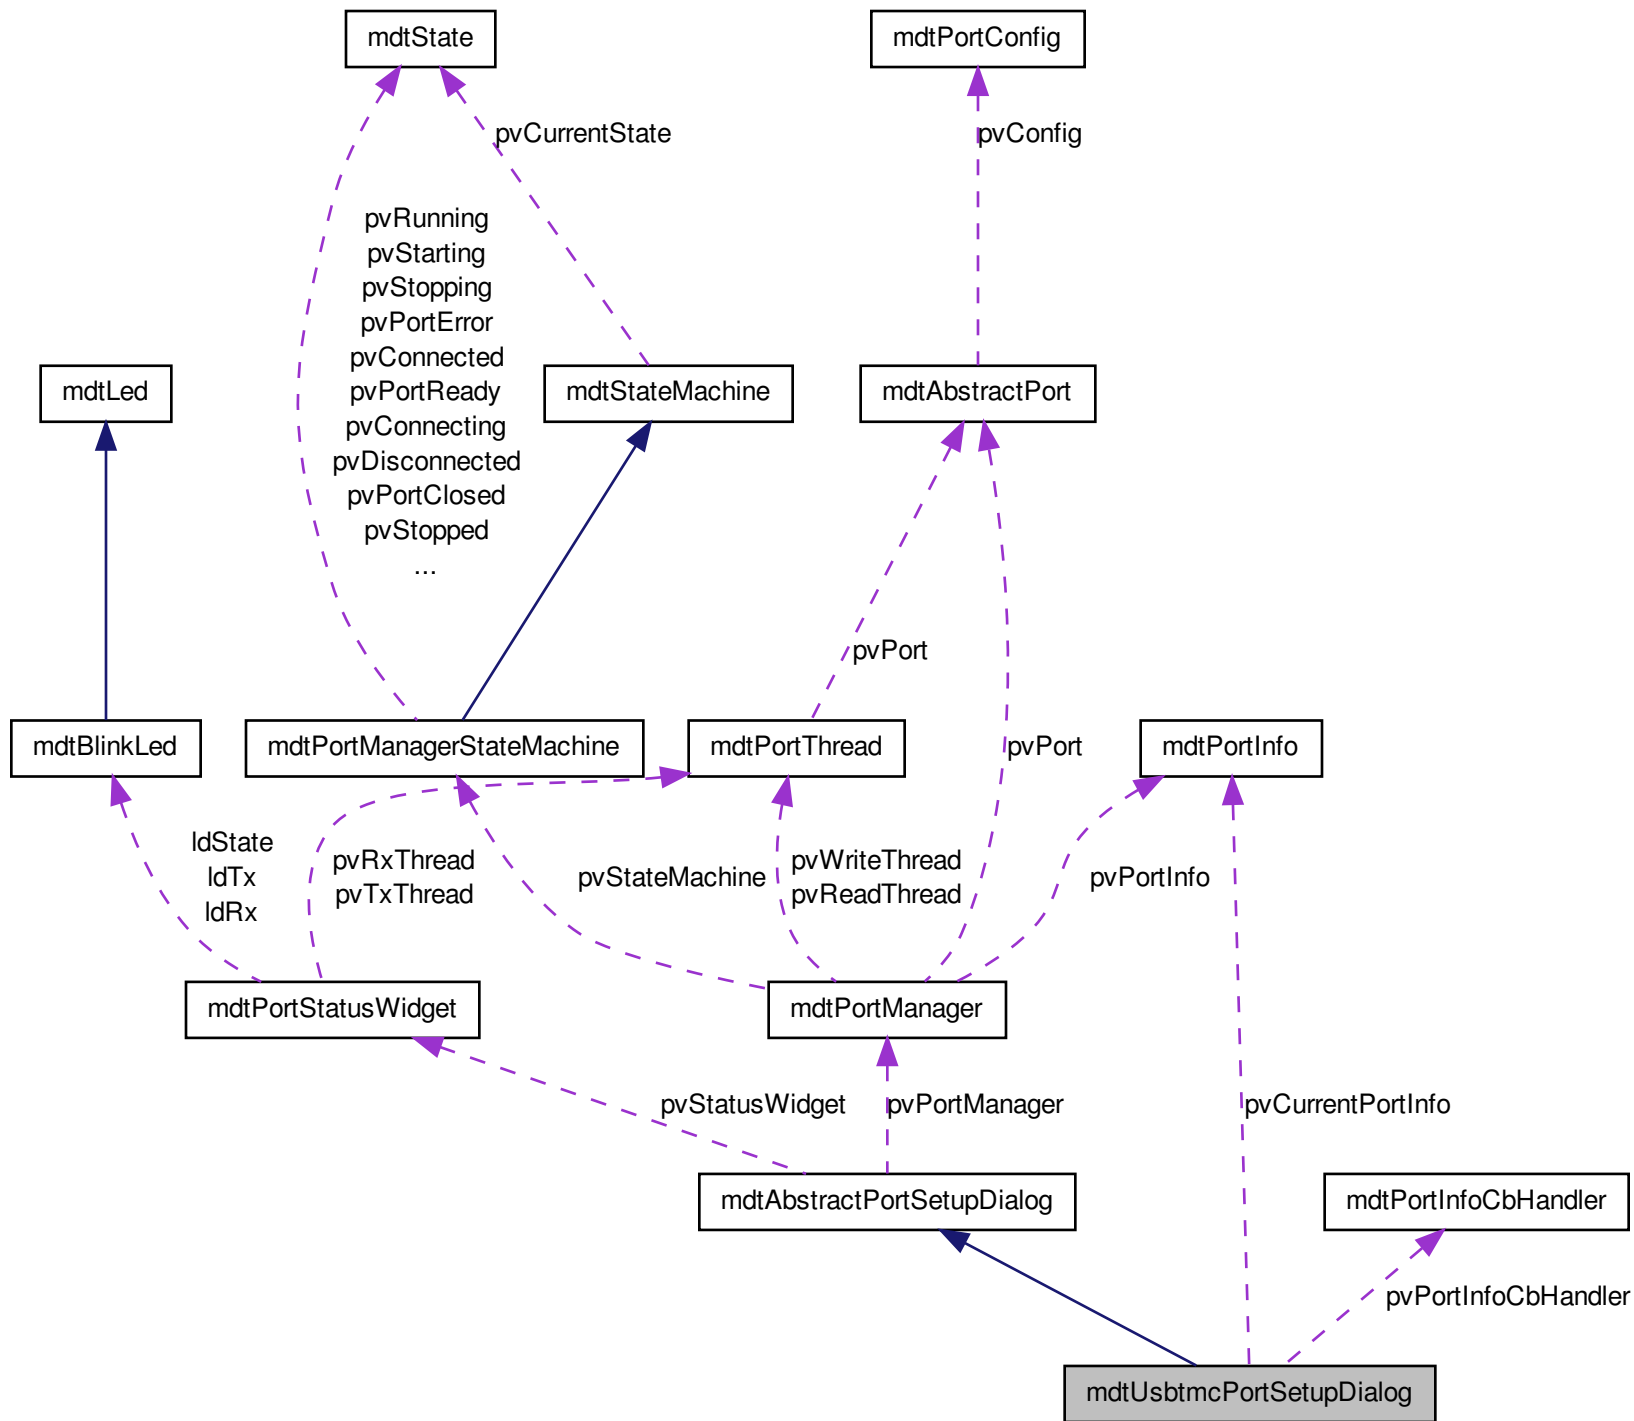 mdtState
mdtPortConfig
pvCurrentState
pvConfig
pvRunning
pvStarting
pvStopping
pvPortError
pvConnected
pvPortReady
pvConnecting
pvDisconnected
pvPortClosed
pvStopped
...
mdtLed
mdtStateMachine
mdtAbstractPort
pvPort
mdtBlinkLed
mdtPortManagerStateMachine
mdtPortThread
pvPort
mdtPortInfo
ldState
ldTx
ldRx
pvRxThread
pvTxThread
pvStateMachine
pvWriteThread
pvReadThread
pvPortInfo
mdtPortStatusWidget
mdtPortManager
pvStatusWidget
pvPortManager
pvCurrentPortInfo
mdtAbstractPortSetupDialog
mdtPortInfoCbHandler
pvPortInfoCbHandler
mdtUsbtmcPortSetupDialog